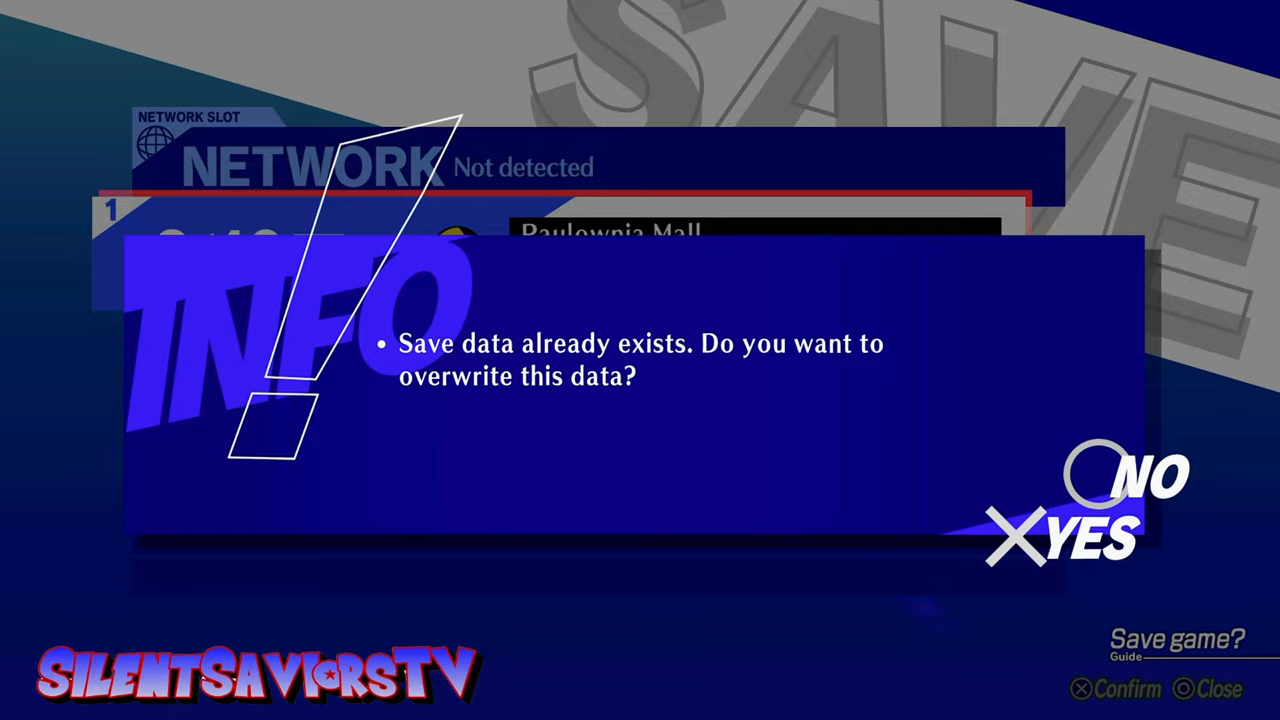 SAVE
NETWORK SLOT
NETWORK Not detected
1
Paulownia Mall
INFO
• Save data already exists. Do you want to
overwrite this data?
NO
YES
Save game?
Guide
Confirm Close
SILENTSAVIORSTV